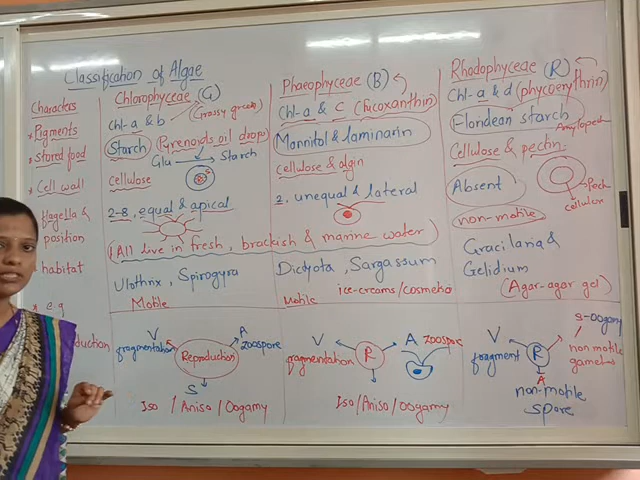 Classification of Algae
Characters
Pigments
stored food
Cell wall
flagella &
position
habitat
e.g
Chlorophyceae (G)
Chl-a & b (Grassy green)
Starch (Pyrenoids oil drops)
Glu → Starch
Cellulose
2-8, equal & apical
All live in fresh, brackish & marine water
Ulothrix, Spirogyra
Motile
V
fragmentation
Reproduction
A
zoospore
S
Iso / Aniso / Oogamy
Phaeophyceae (B)
Chl-a & c (fucoxanthin)
Mannitol & laminarin
Cellulose & algin
2. unequal & lateral
Dictyota, Sargassum
Motile ice-creams/cosmetics
V
fragmentation
R
A zoospore
Iso/Aniso/oogamy
Rhodophyceae (R)
Chl-a & d (phycoerythrin)
Floridean starch
Cellulose & pectin
Absent
non-motile
cellulose
Gracilaria &
Gelidium
(Agar-agar gel)
V
fragment
R
S-oogamy
non motile
A
non-motile
spore